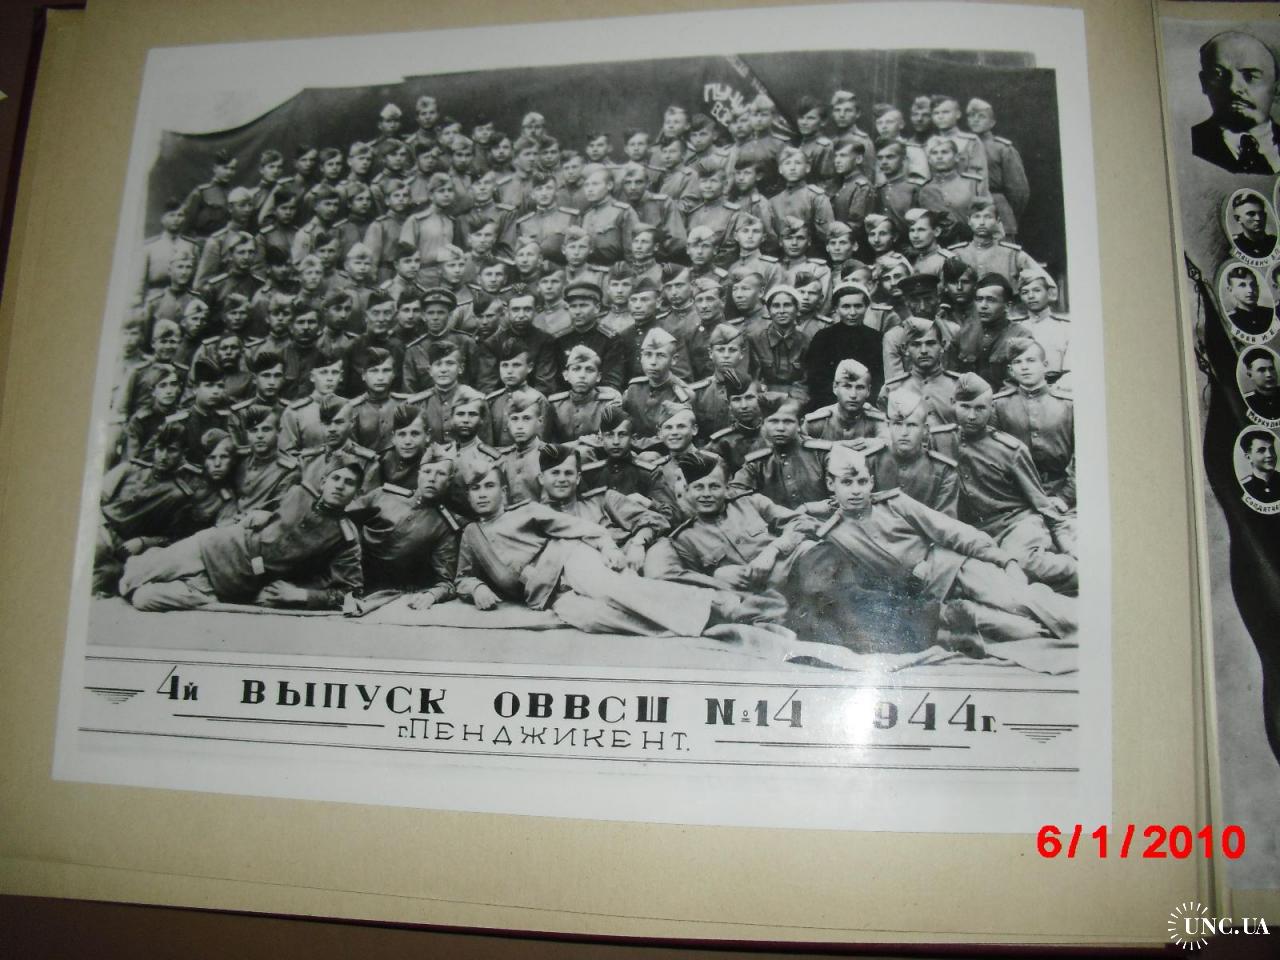 4й ВЫПУСК ОВВСШ №14 1944г.
г.ПЕНДЖИКЕНТ.
6/1/2010
UNC.UA